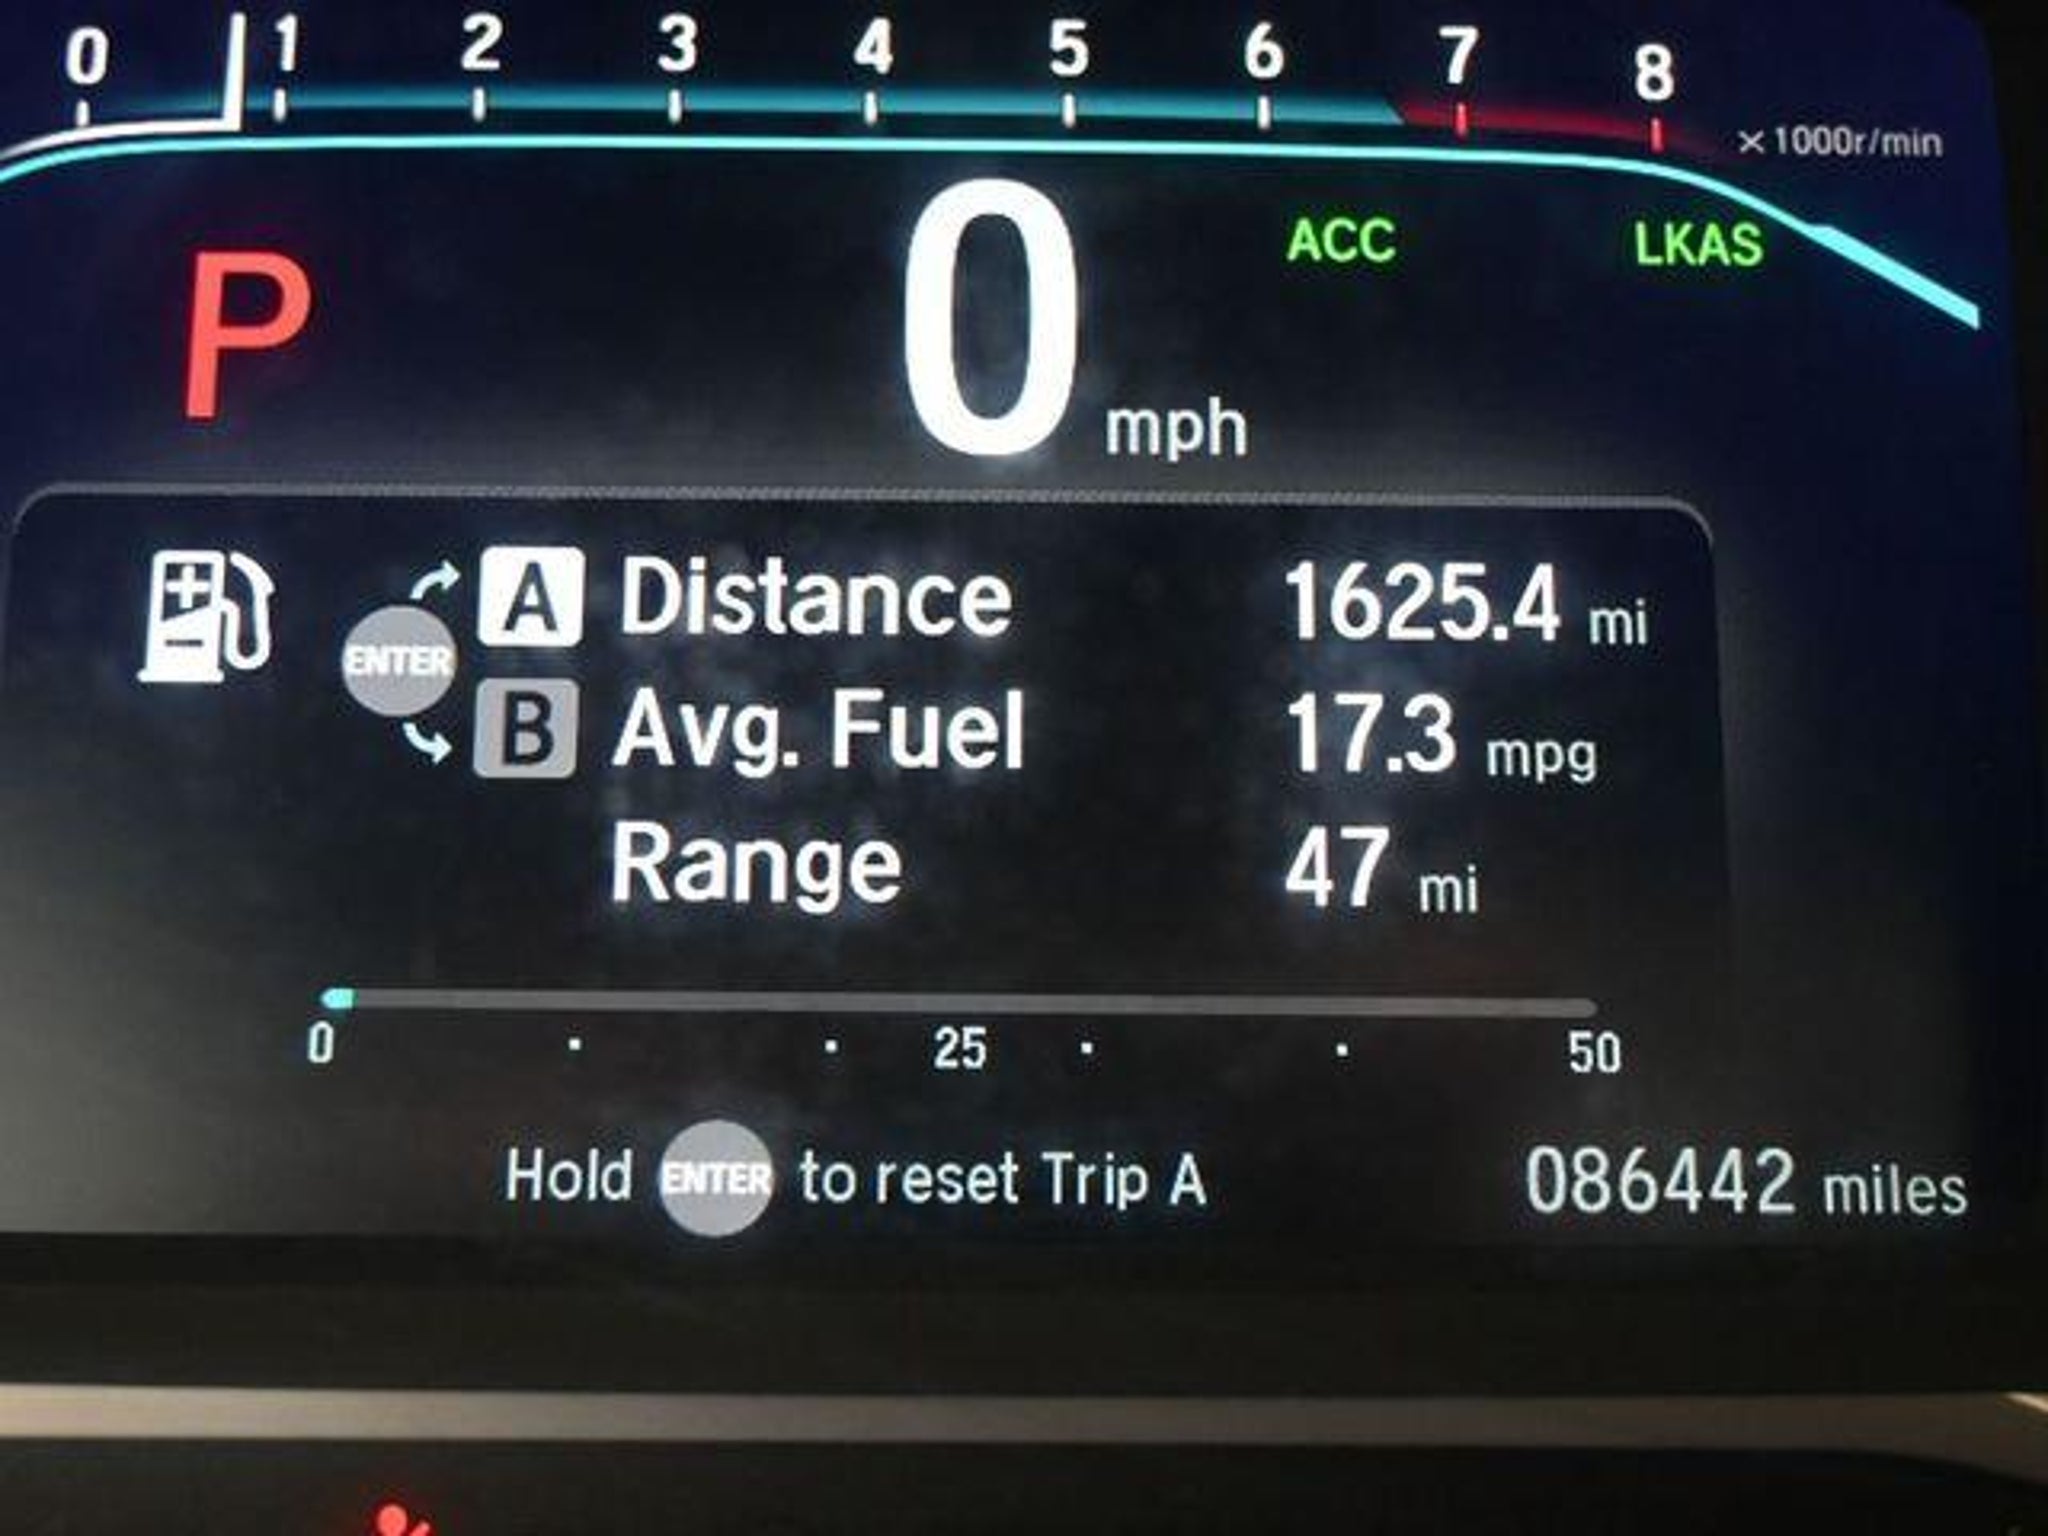 0 1 2 3 4 5 6 7 8
×1000r/min
P
0 mph
ACC
LKAS
ENTER
A Distance 1625.4 mi
B Avg. Fuel 17.3 mpg
Range 47 mi
0 25 50
Hold ENTER to reset Trip A
086442 miles